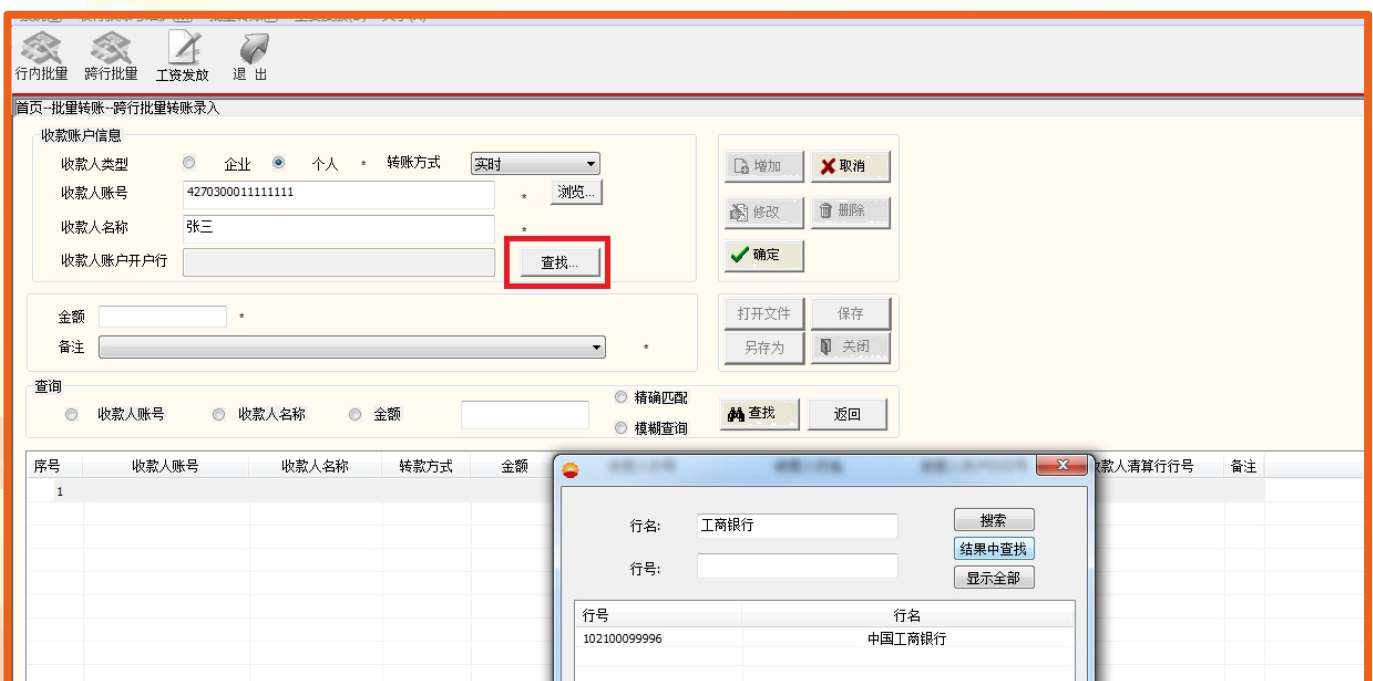 行内批量 跨行批量 工资发放 退 出
首页--批里转账--跨行批里转账录入
收款账户信息
收款人类型 企业 个人 * 转账方式 实时
增加 取消
收款人账号 4270300011111111 * 浏览...
收款人名称 张三 *
修改 删除
收款人账户开户行 查找...
确定
金额 *
打开文件 保存
备注 *
另存为 关闭
查询
收款人账号 收款人名称 金额
精确匹配
模糊查询
查找 返回
序号 收款人账号 收款人名称 转款方式 金额 款人清算行行号 备注
1
行名: 工商银行 搜索
结果中查找
行号:
显示全部
行号 行名
102100099996 中国工商银行